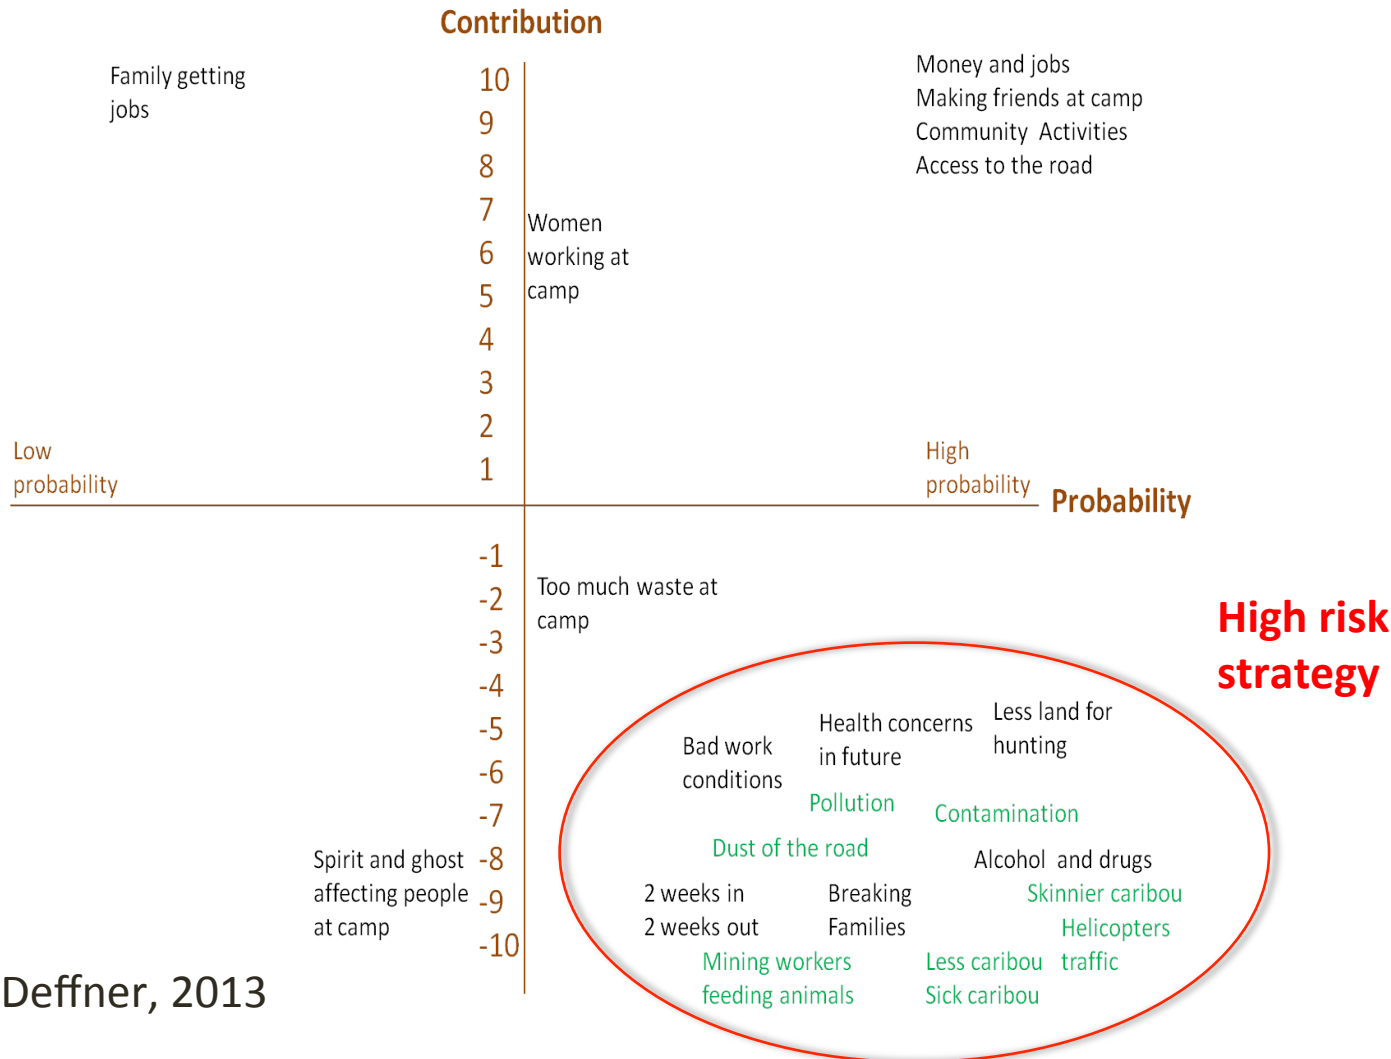 Contribution
Family getting
jobs
10
9
8
7
6
5
4
3
2
1
Money and jobs
Making friends at camp
Community Activities
Access to the road
Women
working at
camp
Low
probability
High
probability
Probability
-1
-2
-3
-4
-5
-6
-7
-8
-9
-10
Too much waste at
camp
High risk
strategy
Bad work
conditions
Health concerns
in future
Less land for
hunting
Pollution
Contamination
Dust of the road
Alcohol and drugs
Spirit and ghost
affecting people
at camp
2 weeks in
2 weeks out
Breaking
Families
Skinnier caribou
Helicopters
traffic
Mining workers
feeding animals
Less caribou
Sick caribou
Deffner, 2013